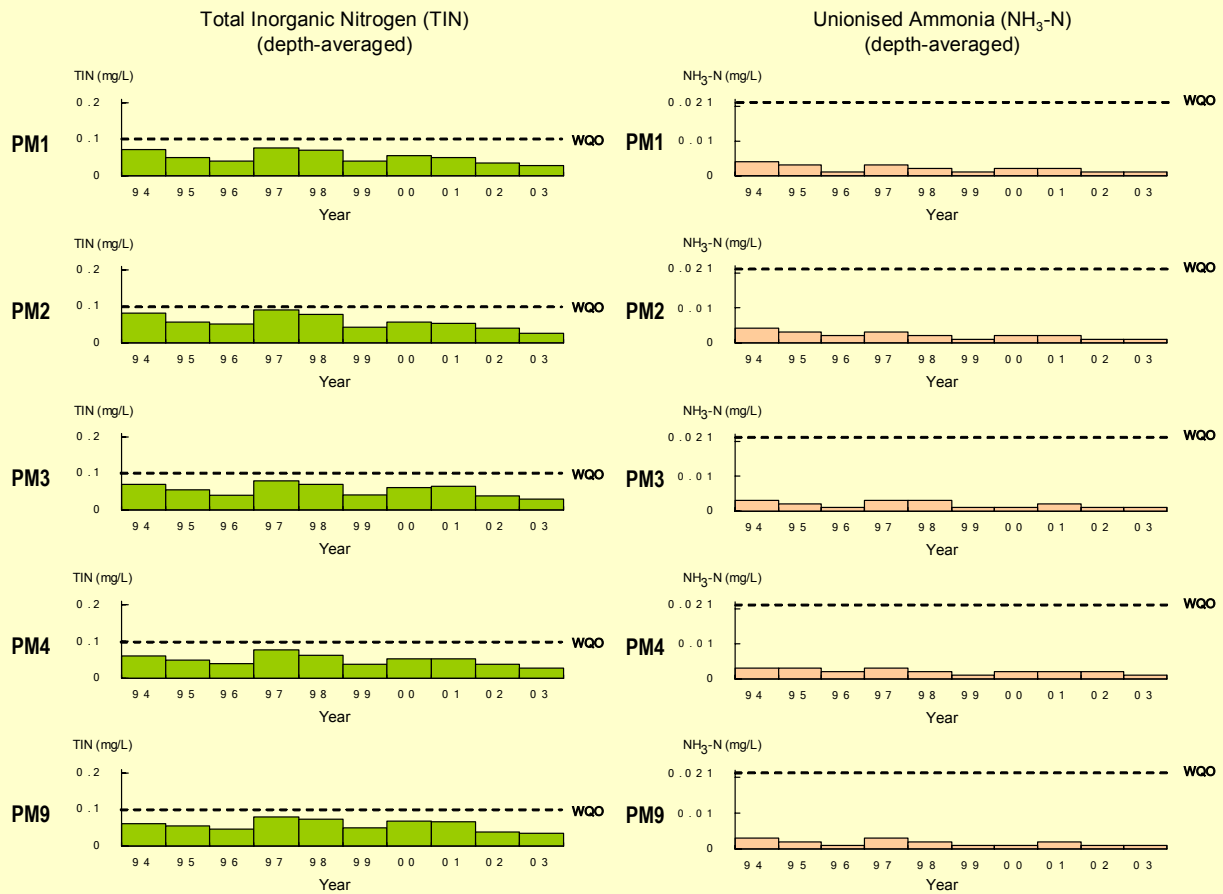 Total Inorganic Nitrogen (TIN)
(depth-averaged)
Unionised Ammonia (NH3-N)
(depth-averaged)
PM1
TIN (mg/L)
0.2
0.1
0
WQO
94 95 96 97 98 99 00 01 02 03
Year
PM1
NH3-N (mg/L)
0.021
0.01
0
WQO
94 95 96 97 98 99 00 01 02 03
Year
PM2
TIN (mg/L)
0.2
0.1
0
WQO
94 95 96 97 98 99 00 01 02 03
Year
PM2
NH3-N (mg/L)
0.021
0.01
0
WQO
94 95 96 97 98 99 00 01 02 03
Year
PM3
TIN (mg/L)
0.2
0.1
0
WQO
94 95 96 97 98 99 00 01 02 03
Year
PM3
NH3-N (mg/L)
0.021
0.01
0
WQO
94 95 96 97 98 99 00 01 02 03
Year
PM4
TIN (mg/L)
0.2
0.1
0
WQO
94 95 96 97 98 99 00 01 02 03
Year
PM4
NH3-N (mg/L)
0.021
0.01
0
WQO
94 95 96 97 98 99 00 01 02 03
Year
PM9
TIN (mg/L)
0.2
0.1
0
WQO
94 95 96 97 98 99 00 01 02 03
Year
PM9
NH3-N (mg/L)
0.021
0.01
0
WQO
94 95 96 97 98 99 00 01 02 03
Year